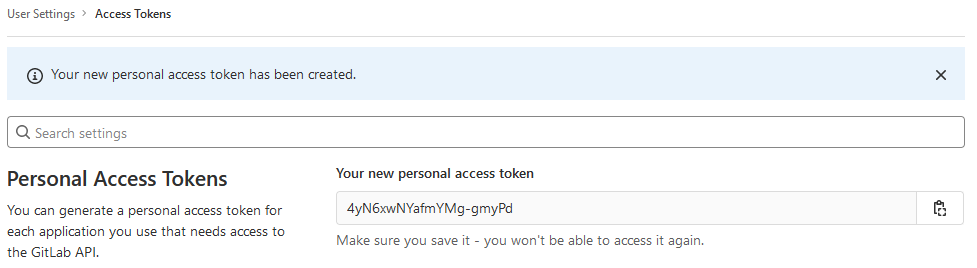 User Settings > Access Tokens
Your new personal access token has been created.
Search settings
Personal Access Tokens
You can generate a personal access token for
each application you use that needs access to
the GitLab API.
Your new personal access token
4yN6xwNYafmYMg-gmyPd
Make sure you save it - you won't be able to access it again.